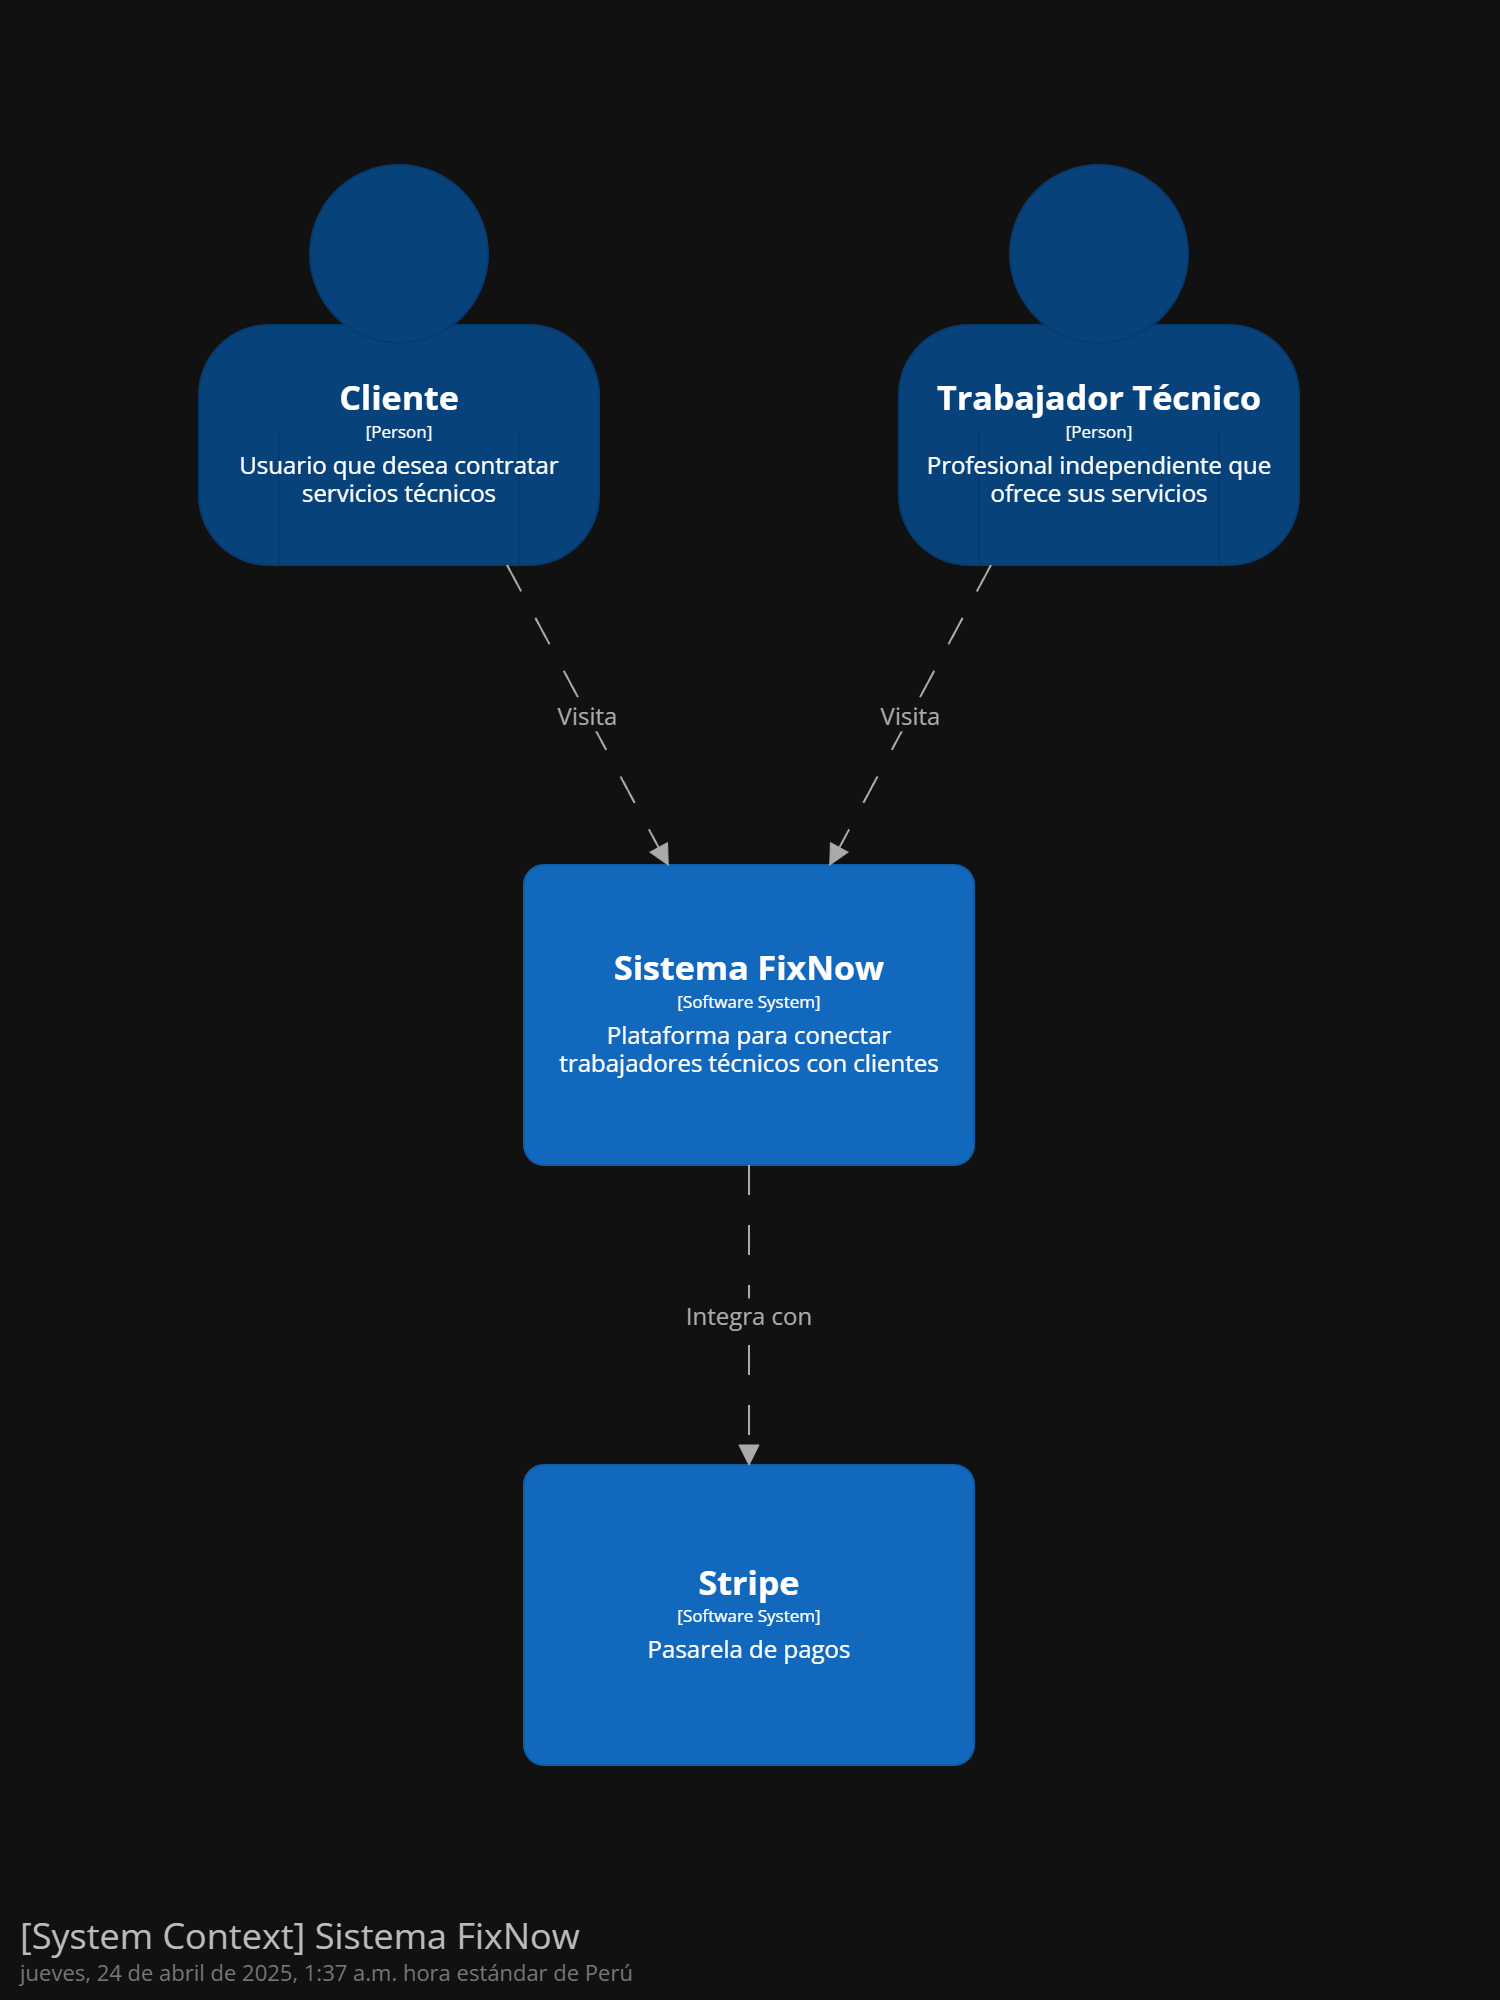 Cliente
[Person]
Usuario que desea contratar
servicios técnicos
Trabajador Técnico
[Person]
Profesional independiente que
ofrece sus servicios
Visita
Visita
Sistema FixNow
[Software System]
Plataforma para conectar
trabajadores técnicos con clientes
Integra con
Stripe
[Software System]
Pasarela de pagos
[System Context] Sistema FixNow
jueves, 24 de abril de 2025, 1:37 a.m. hora estándar de Perú